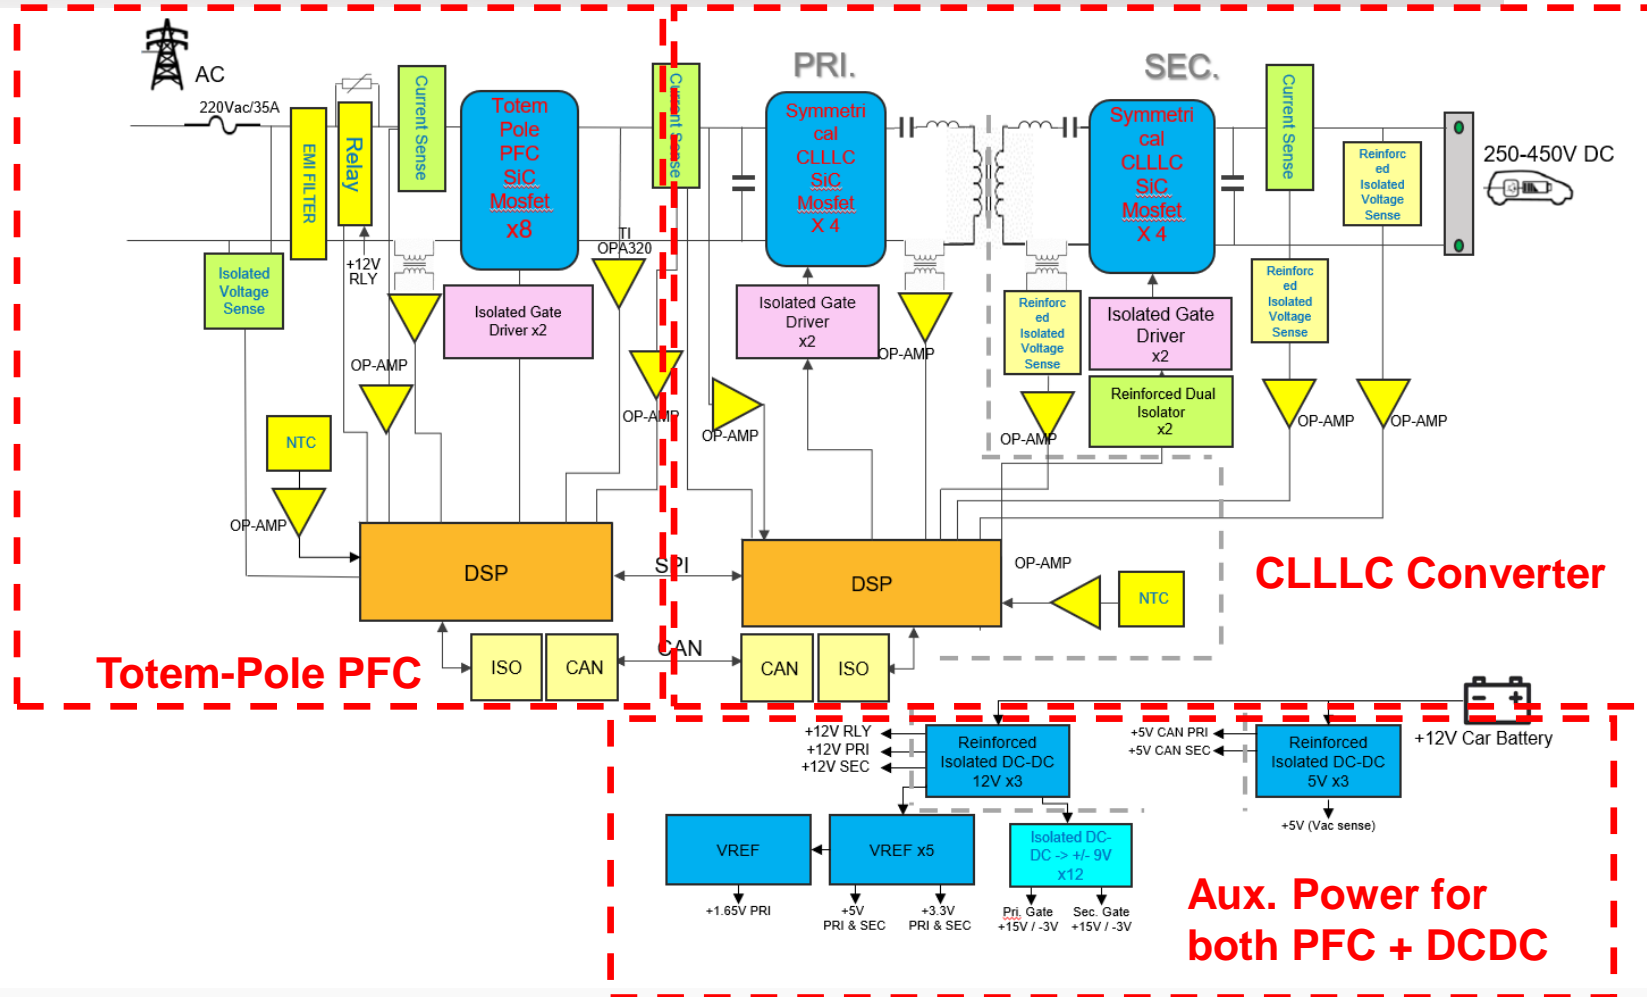 AC
220Vac/35A
EMI FILTER
Relay
+12V
RLY
Current Sense
Totem
Pole
PFC
SiC
Mosfet
x8
Isolated
Voltage
Sense
OP-AMP
Isolated Gate
Driver x2
TI
OPA320
Current Sense
OP-AMP
NTC
OP-AMP
DSP
SPI
ISO
CAN
CAN
Totem-Pole PFC
PRI.
Symmetri
cal
CLLLC
SiC
Mosfet
X 4
Isolated Gate
Driver
x2
OP-AMP
OP-AMP
SEC.
Symmetri
cal
CLLLC
SiC
Mosfet
X 4
Reinforc
ed
Isolated
Voltage
Sense
OP-AMP
Isolated Gate
Driver
x2
Reinforced Dual
Isolator
x2
Current Sense
Reinforc
ed
Isolated
Voltage
Sense
OP-AMP
Reinforc
ed
Isolated
Voltage
Sense
OP-AMP
250-450V DC
DSP
OP-AMP
NTC
CAN
ISO
CLLLC Converter
+12V Car Battery
+12V RLY
+12V PRI
+12V SEC
Reinforced
Isolated DC-DC
12V x3
+5V CAN PRI
+5V CAN SEC
Reinforced
Isolated DC-DC
5V x3
+5V (Vac sense)
VREF
+1.65V PRI
VREF x5
+5V
PRI & SEC
+3.3V
PRI & SEC
Isolated DC-
DC -> +/- 9V
x12
Pri. Gate
+15V / -3V
Sec. Gate
+15V / -3V
Aux. Power for
both PFC + DCDC